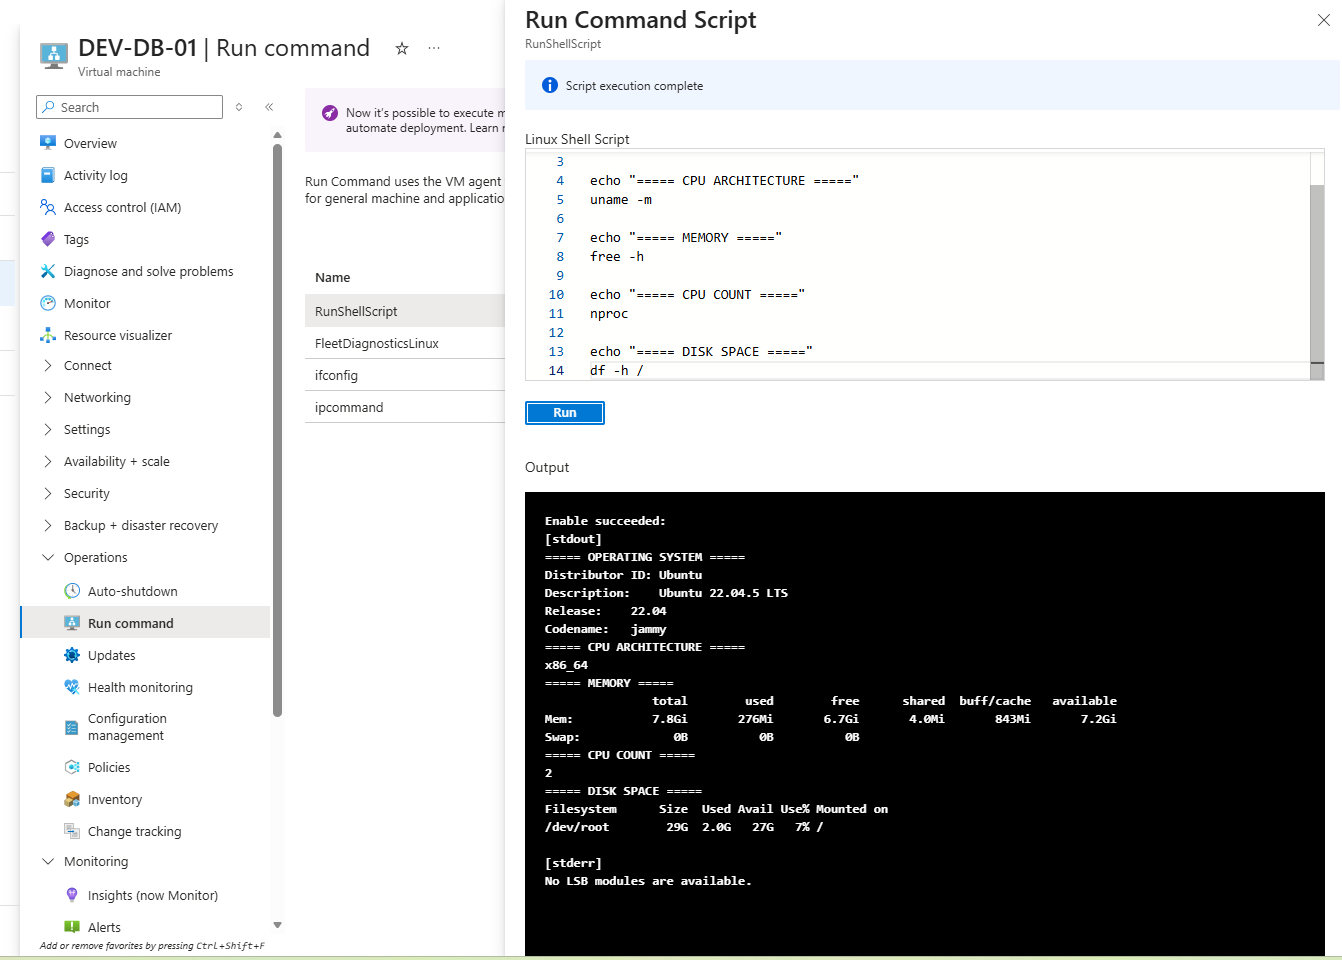 DEV-DB-01 | Run command
Virtual machine
Search
Overview
Activity log
Access control (IAM)
Tags
Diagnose and solve problems
Monitor
Resource visualizer
Connect
Networking
Settings
Availability + scale
Security
Backup + disaster recovery
Operations
Auto-shutdown
Run command
Updates
Health monitoring
Configuration
management
Policies
Inventory
Change tracking
Monitoring
Insights (now Monitor)
Alerts
Add or remove favorites by pressing Ctrl+Shift+F
Now it's possible to execute
automate deployment. Learn
Run Command uses the VM agent
for general machine and applicatio
Name
RunShellScript
FleetDiagnosticsLinux
ifconfig
ipcommand
Run Command Script
RunShellScript
Script execution complete
Linux Shell Script
3
4 echo "===== CPU ARCHITECTURE ====="
5 uname -m
6
7 echo "===== MEMORY ====="
8 free -h
9
10 echo "===== CPU COUNT ====="
11 nproc
12
13 echo "===== DISK SPACE ====="
14 df -h /
Run
Output
Enable succeeded:
[stdout]
===== OPERATING SYSTEM =====
Distributor ID: Ubuntu
Description: Ubuntu 22.04.5 LTS
Release: 22.04
Codename: jammy
===== CPU ARCHITECTURE =====
x86_64
===== MEMORY =====
total used free shared buff/cache available
Mem: 7.8Gi 276Mi 6.7Gi 4.0Mi 843Mi 7.2Gi
Swap: 0B 0B 0B
===== CPU COUNT =====
2
===== DISK SPACE =====
Filesystem Size Used Avail Use% Mounted on
/dev/root 29G 2.0G 27G 7% /
[stderr]
No LSB modules are available.